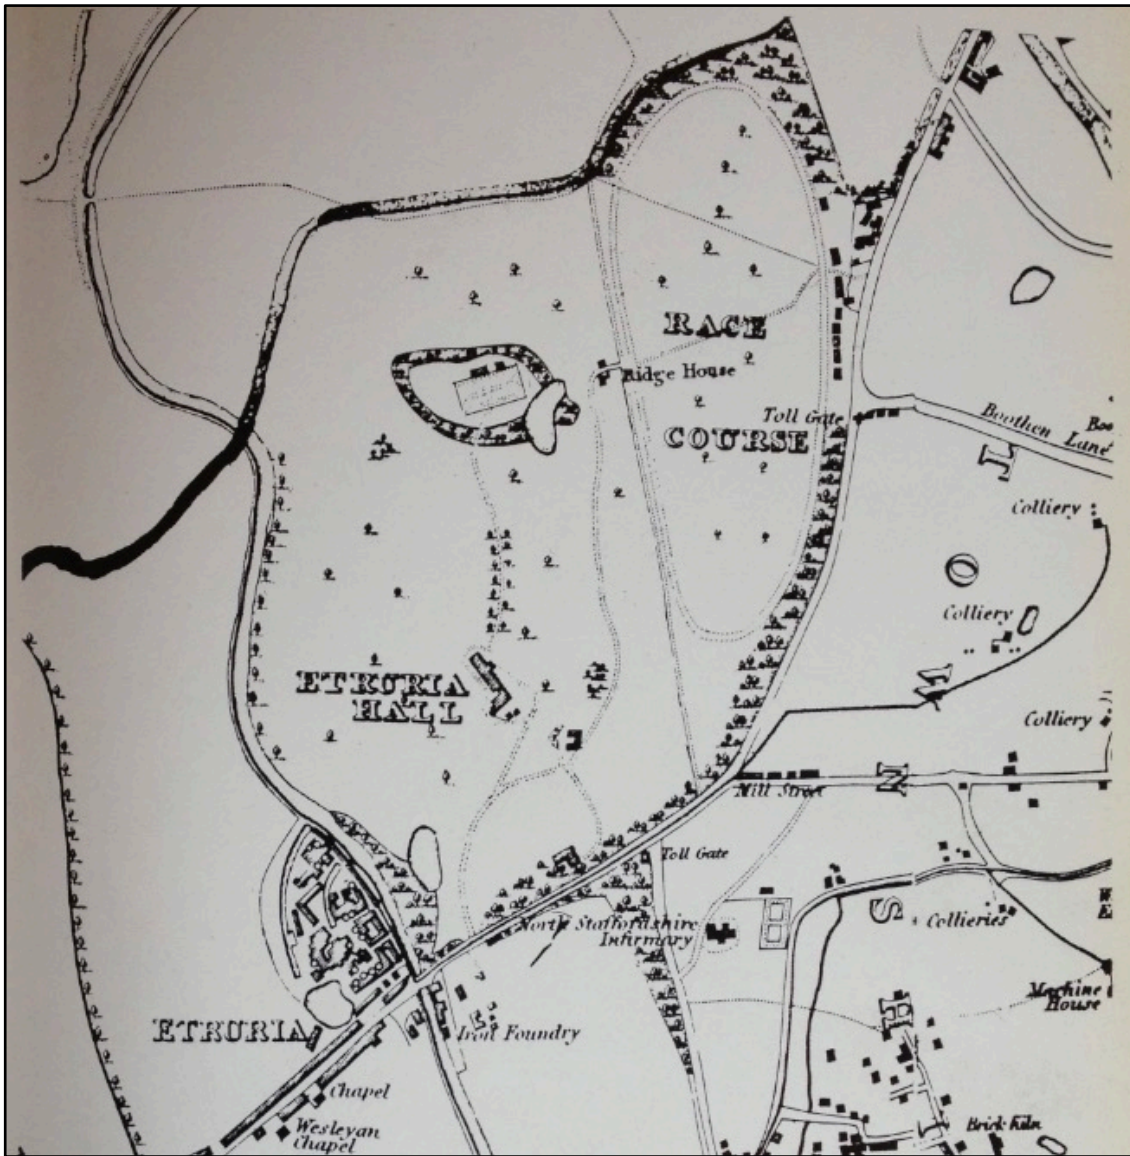 RACE
Ridge House
Toll Gate
COURSE
Boothen
Lane
Boo
T
Colliery
O
Colliery
ETRURIA
HALL
Colliery
N
Mill Street
Toll Gate
North Staffordshire
Infirmary
S
Collieries
Machine
House
H
ETRURIA
Iron Foundry
Chapel
Wesleyan
Chapel
Brick kiln